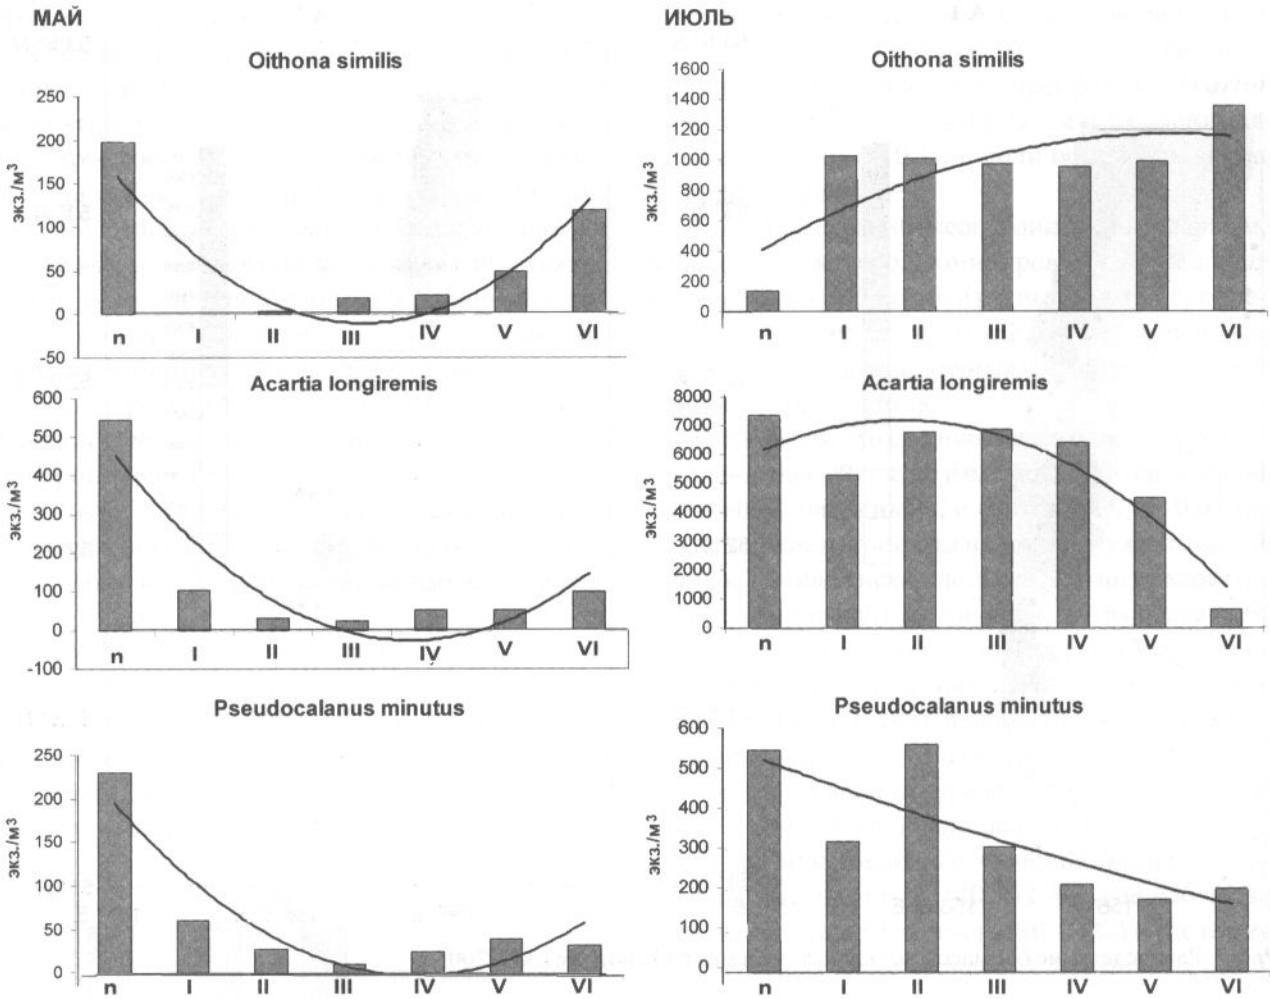 МАЙ
Oithona similis
250
200
150
100
50
0
-50
экз./м³
n I II III IV V VI
Acartia longiremis
600
500
400
300
200
100
0
-100
экз./м³
n I II III IV V VI
Pseudocalanus minutus
250
200
150
100
50
0
экз./м³
n I II III IV V VI
ИЮЛЬ
Oithona similis
1600
1400
1200
1000
800
600
400
200
0
экз./м³
n I II III IV V VI
Acartia longiremis
8000
7000
6000
5000
4000
3000
2000
1000
0
экз./м³
n I II III IV V VI
Pseudocalanus minutus
600
500
400
300
200
100
0
экз./м³
n I II III IV V VI